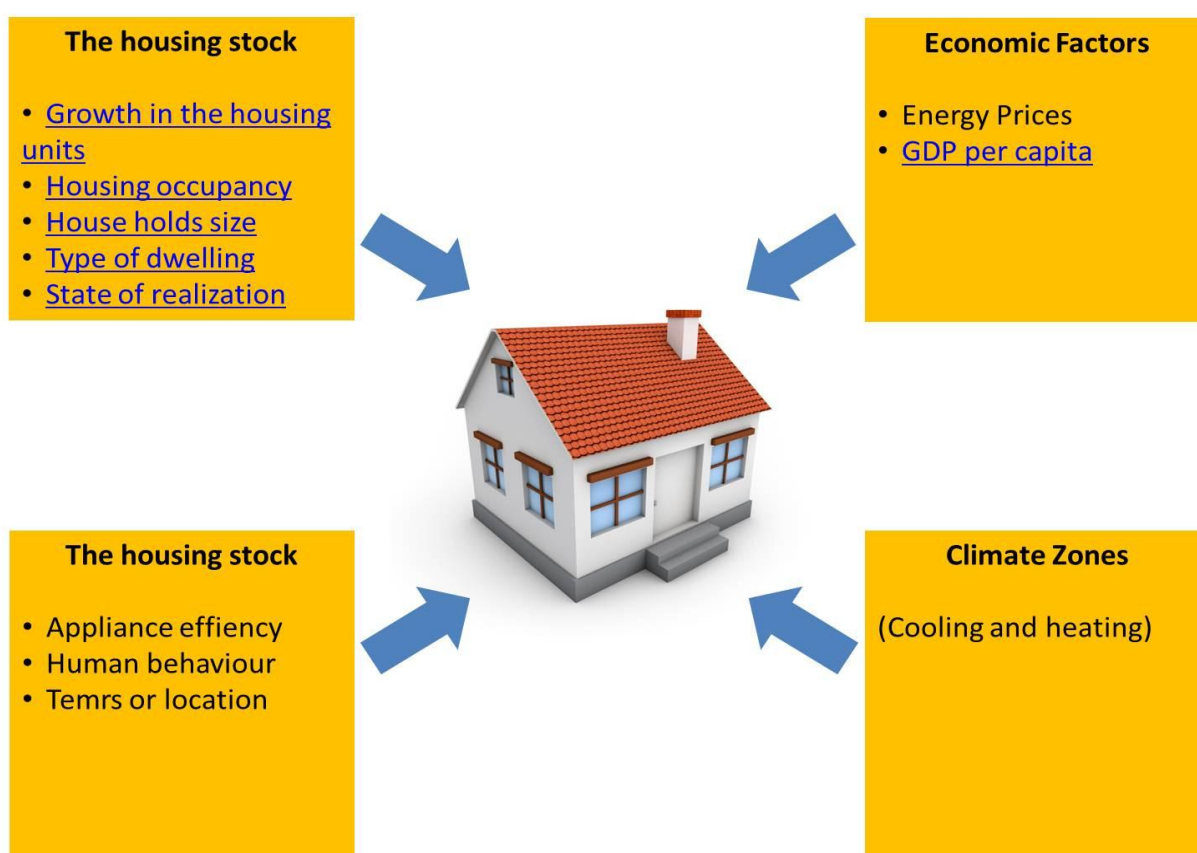 The housing stock
• Growth in the housing
units
• Housing occupancy
• House holds size
• Type of dwelling
• State of realization
Economic Factors
• Energy Prices
• GDP per capita
The housing stock
• Appliance effiency
• Human behaviour
• Temrs or location
Climate Zones
(Cooling and heating)